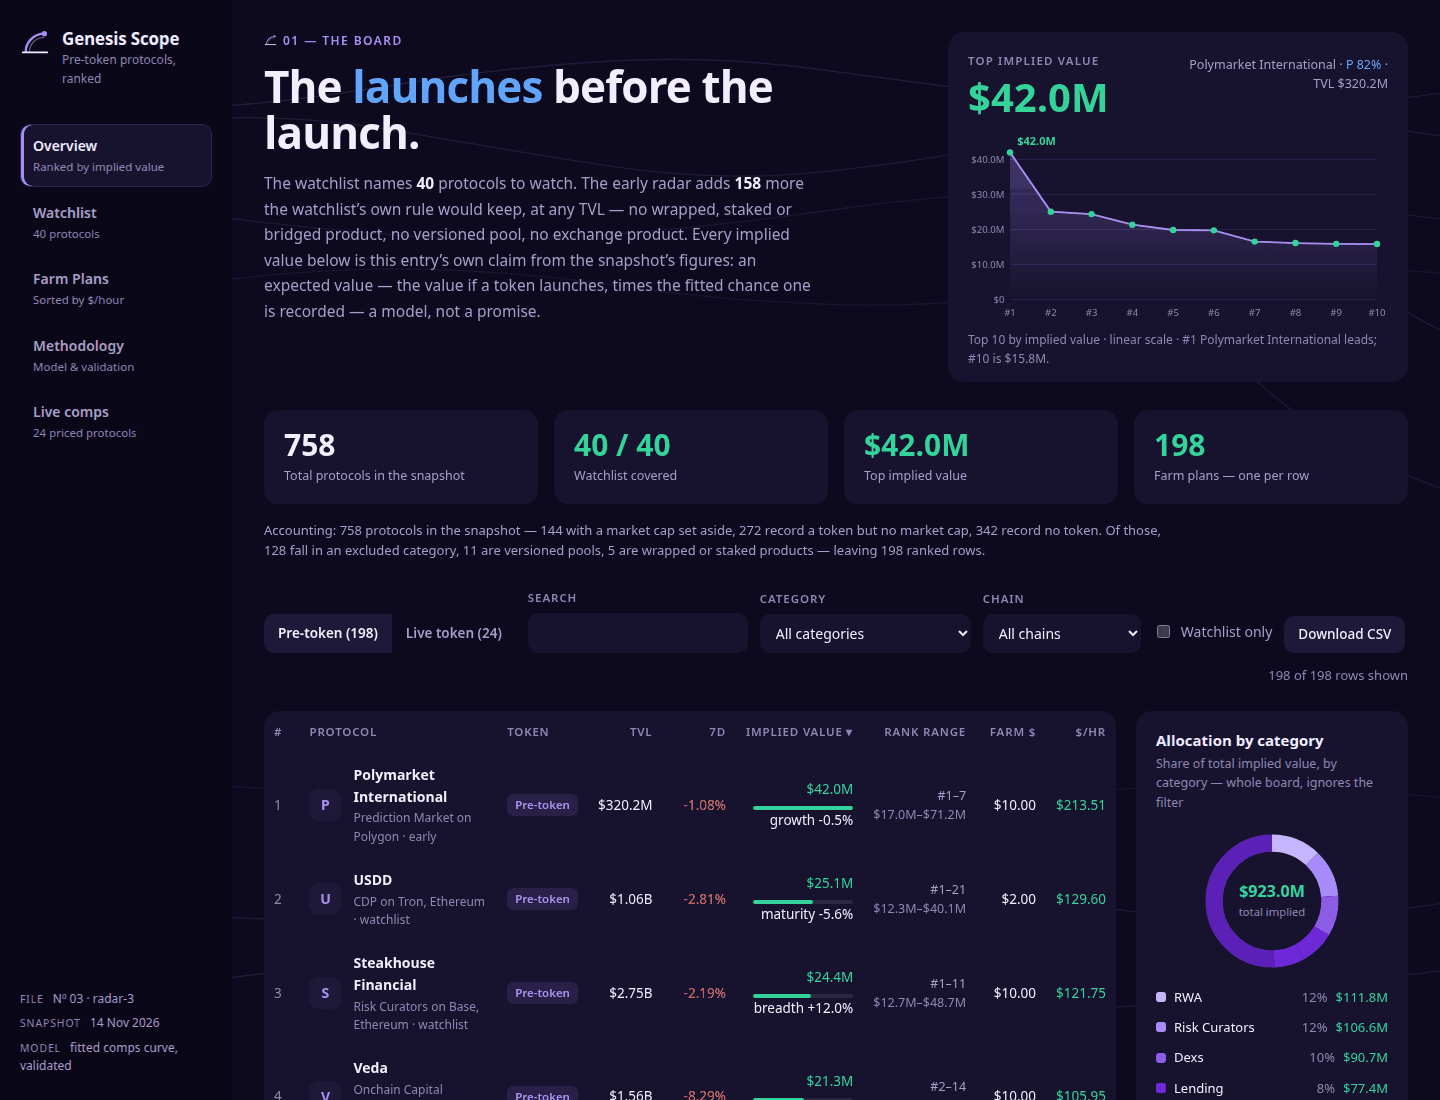 Genesis Scope
Pre-token protocols,
ranked
Overview
Ranked by implied value
Watchlist
40 protocols
Farm Plans
Sorted by $/hour
Methodology
Model & validation
Live comps
24 priced protocols
FILE Nº 03 · radar-3
SNAPSHOT 14 Nov 2026
MODEL fitted comps curve,
validated
01 — THE BOARD
The launches before the
launch.
The watchlist names 40 protocols to watch. The early radar adds 158 more
the watchlist’s own rule would keep, at any TVL — no wrapped, staked or
bridged product, no versioned pool, no exchange product. Every implied
value below is this entry’s own claim from the snapshot’s figures: an
expected value — the value if a token launches, times the fitted chance one
is recorded — a model, not a promise.
TOP IMPLIED VALUE
$42.0M
Polymarket International · P 82% ·
TVL $320.2M
$42.0M
$40.0M
$30.0M
$20.0M
$10.0M
$0
#1 #2 #3 #4 #5 #6 #7 #8 #9 #10
Top 10 by implied value · linear scale · #1 Polymarket International leads;
#10 is $15.8M.
758
Total protocols in the snapshot
40 / 40
Watchlist covered
$42.0M
Top implied value
198
Farm plans — one per row
Accounting: 758 protocols in the snapshot — 144 with a market cap set aside, 272 record a token but no market cap, 342 record no token. Of those,
128 fall in an excluded category, 11 are versioned pools, 5 are wrapped or staked products — leaving 198 ranked rows.
Pre-token (198) Live token (24)
SEARCH
CATEGORY
All categories
CHAIN
All chains
Watchlist only
Download CSV
198 of 198 rows shown
# PROTOCOL TOKEN TVL 7D IMPLIED VALUE ▼ RANK RANGE FARM $ $/HR
1 P Polymarket
International
Prediction Market on
Polygon · early
Pre-token $320.2M -1.08% $42.0M
growth -0.5%
#1–7
$17.0M–$71.2M
$10.00 $213.51
2 U USDD
CDP on Tron, Ethereum
· watchlist
Pre-token $1.06B -2.81% $25.1M
maturity -5.6%
#1–21
$12.3M–$40.1M
$2.00 $129.60
3 S Steakhouse
Financial
Risk Curators on Base,
Ethereum · watchlist
Pre-token $2.75B -2.19% $24.4M
breadth +12.0%
#1–11
$12.7M–$48.7M
$10.00 $121.75
4 V Veda
Onchain Capital
Pre-token $1.56B -8.29% $21.3M
#2–14
$10.00 $105.95
Allocation by category
Share of total implied value, by
category — whole board, ignores the
filter
$923.0M
total implied
RWA 12% $111.8M
Risk Curators 12% $106.6M
Dexs 10% $90.7M
Lending 8% $77.4M